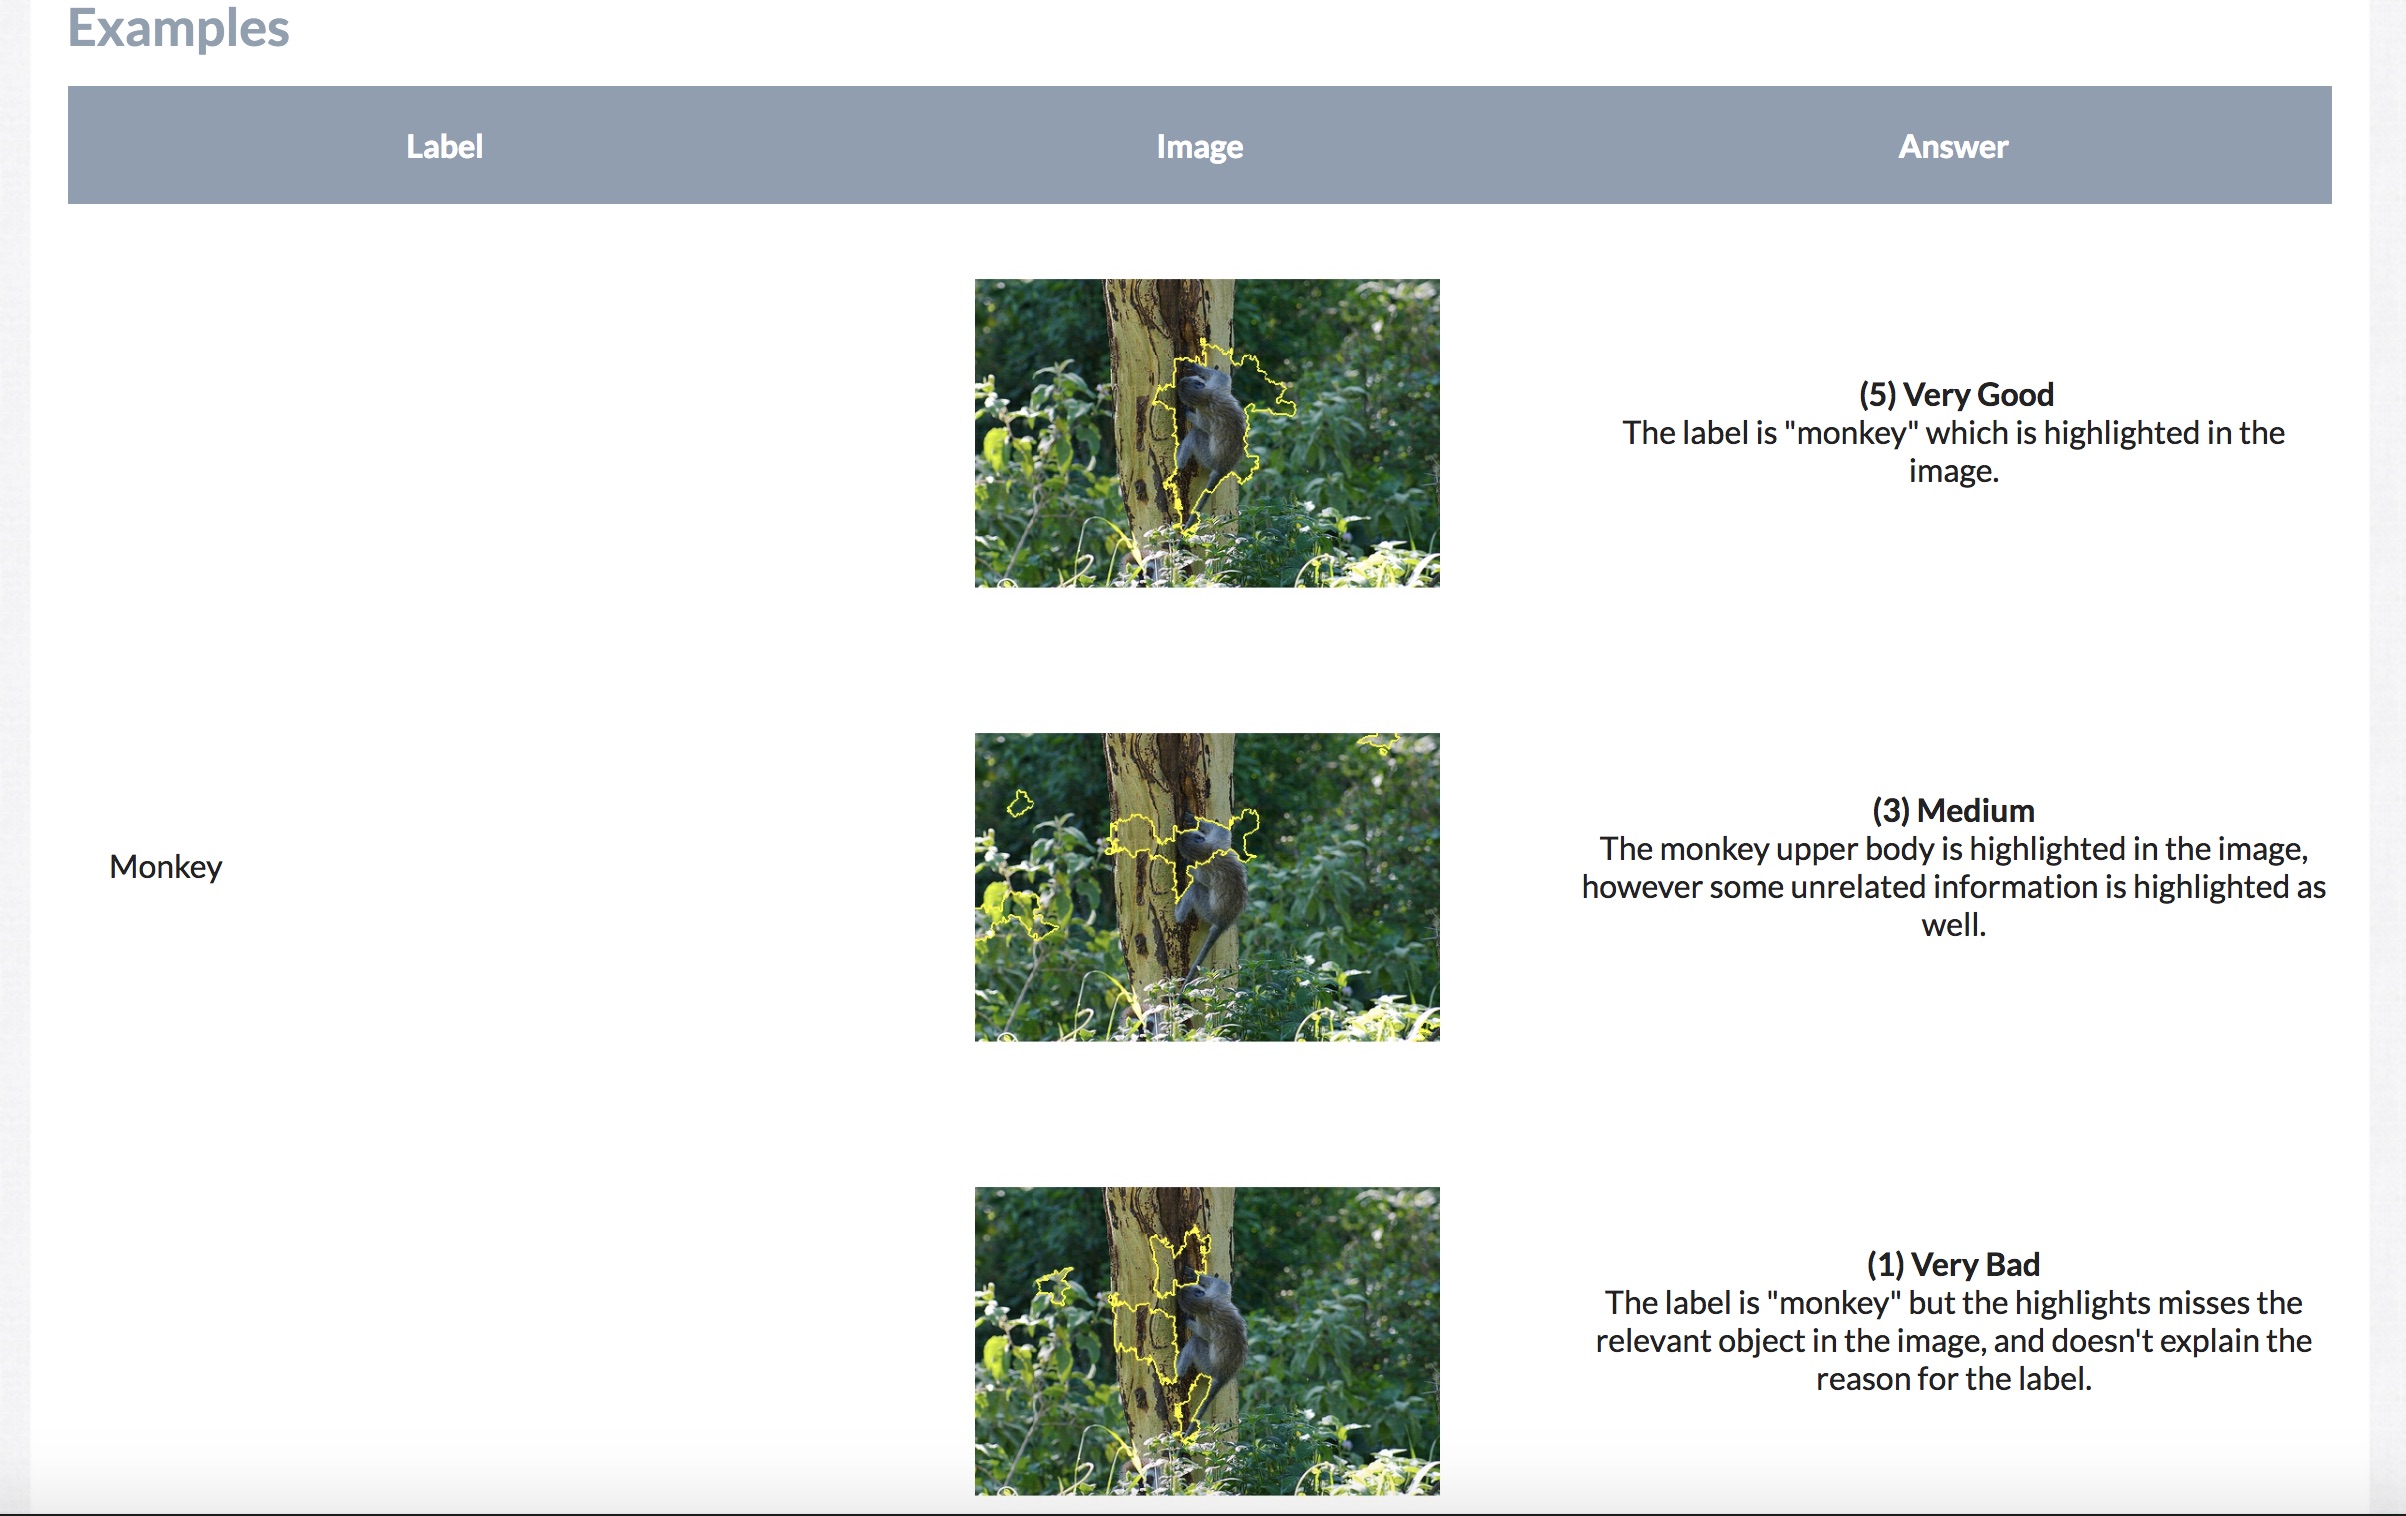 Examples
Label Image Answer
(5) Very Good
The label is "monkey" which is highlighted in the
image.
Monkey
(3) Medium
The monkey upper body is highlighted in the image,
however some unrelated information is highlighted as
well.
(1) Very Bad
The label is "monkey" but the highlights misses the
relevant object in the image, and doesn't explain the
reason for the label.